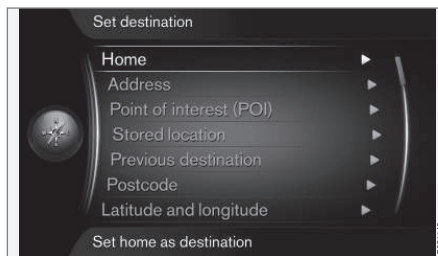 Set destination
Home
Address
Point of interest (POI)
Stored location
Previous destination
Postcode
Latitude and longitude
Set home as destination